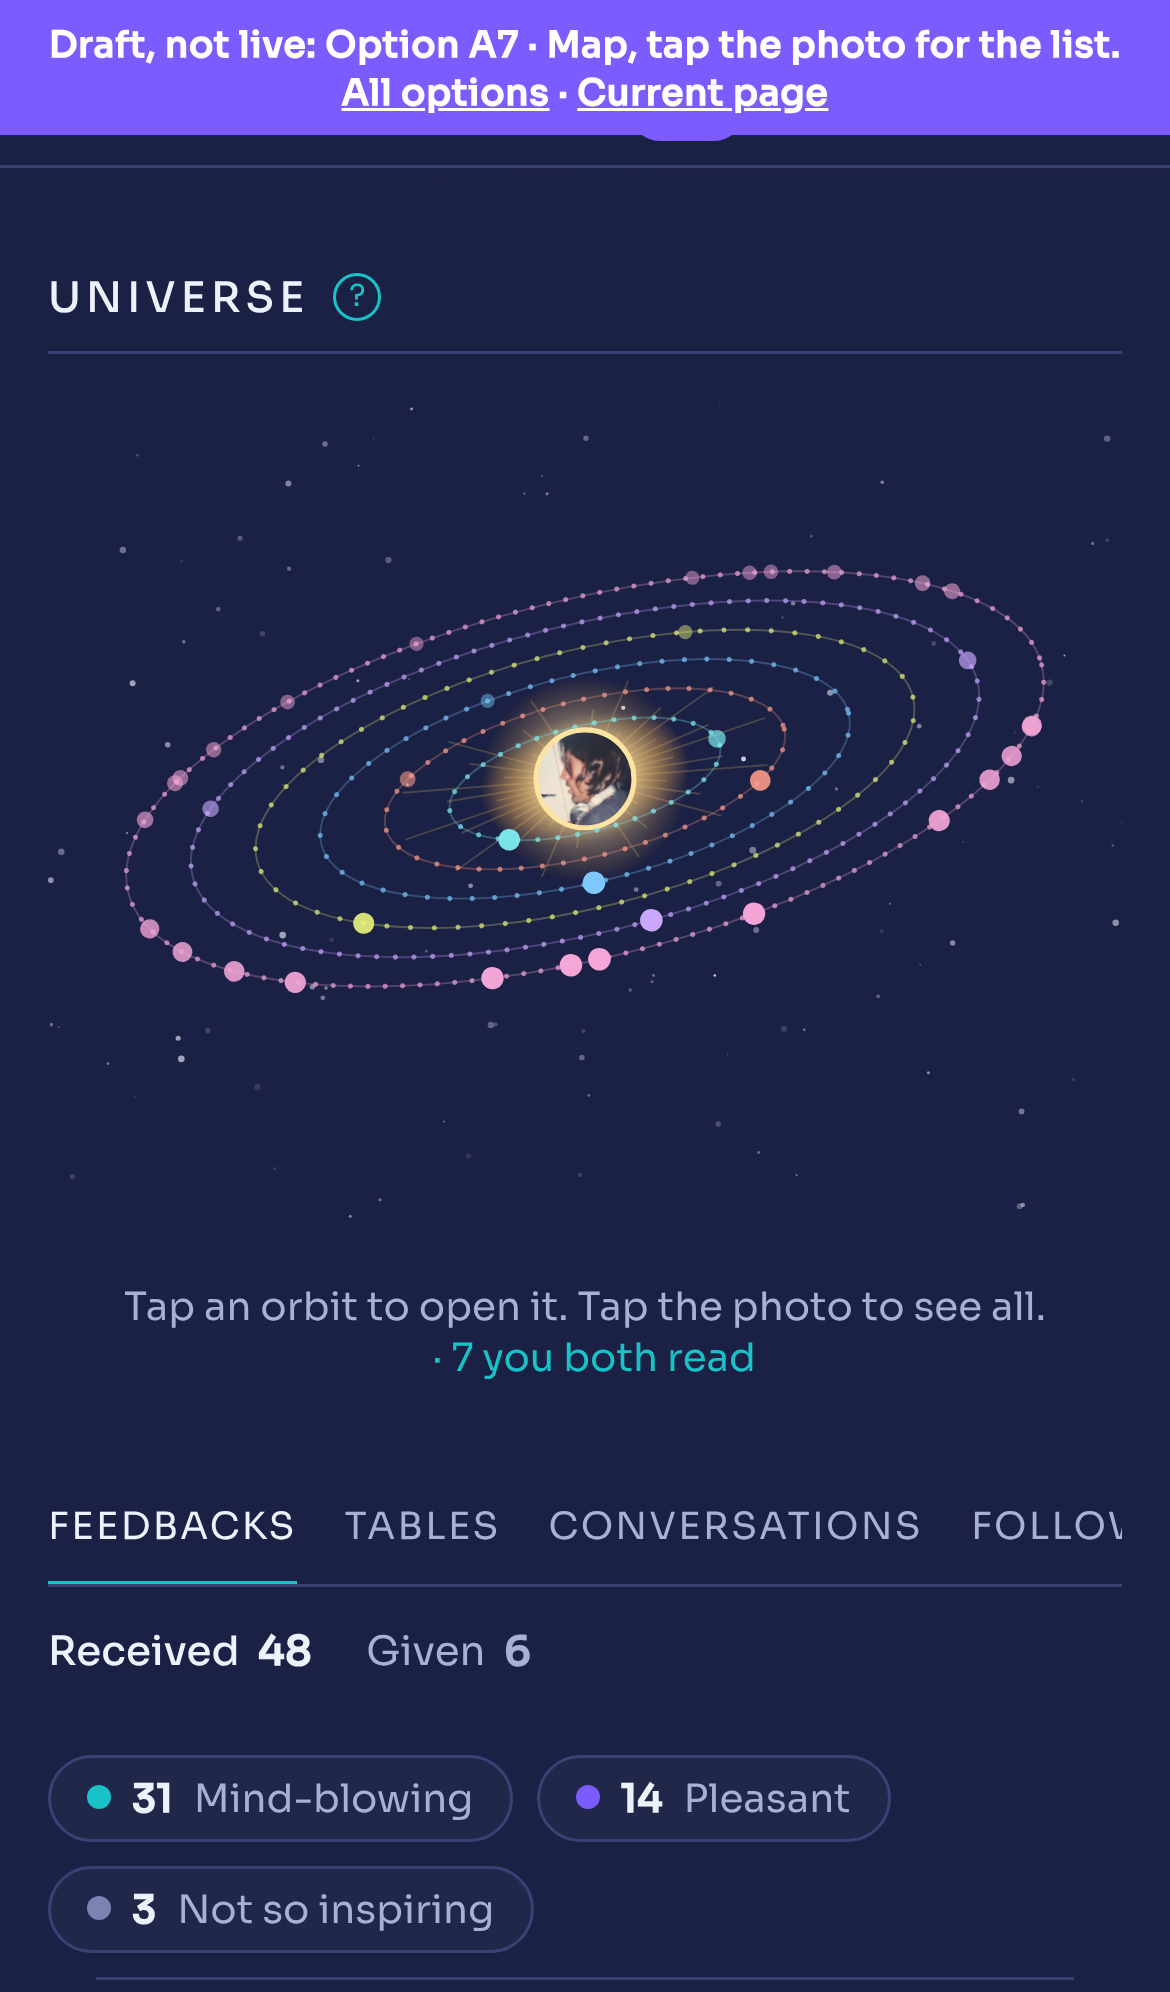 Draft, not live: Option A7 · Map, tap the photo for the list.
All options · Current page
UNIVERSE ?
Tap an orbit to open it. Tap the photo to see all.
· 7 you both read
FEEDBACKS TABLES CONVERSATIONS
Received 48 Given 6
31 Mind-blowing 14 Pleasant
3 Not so inspiring